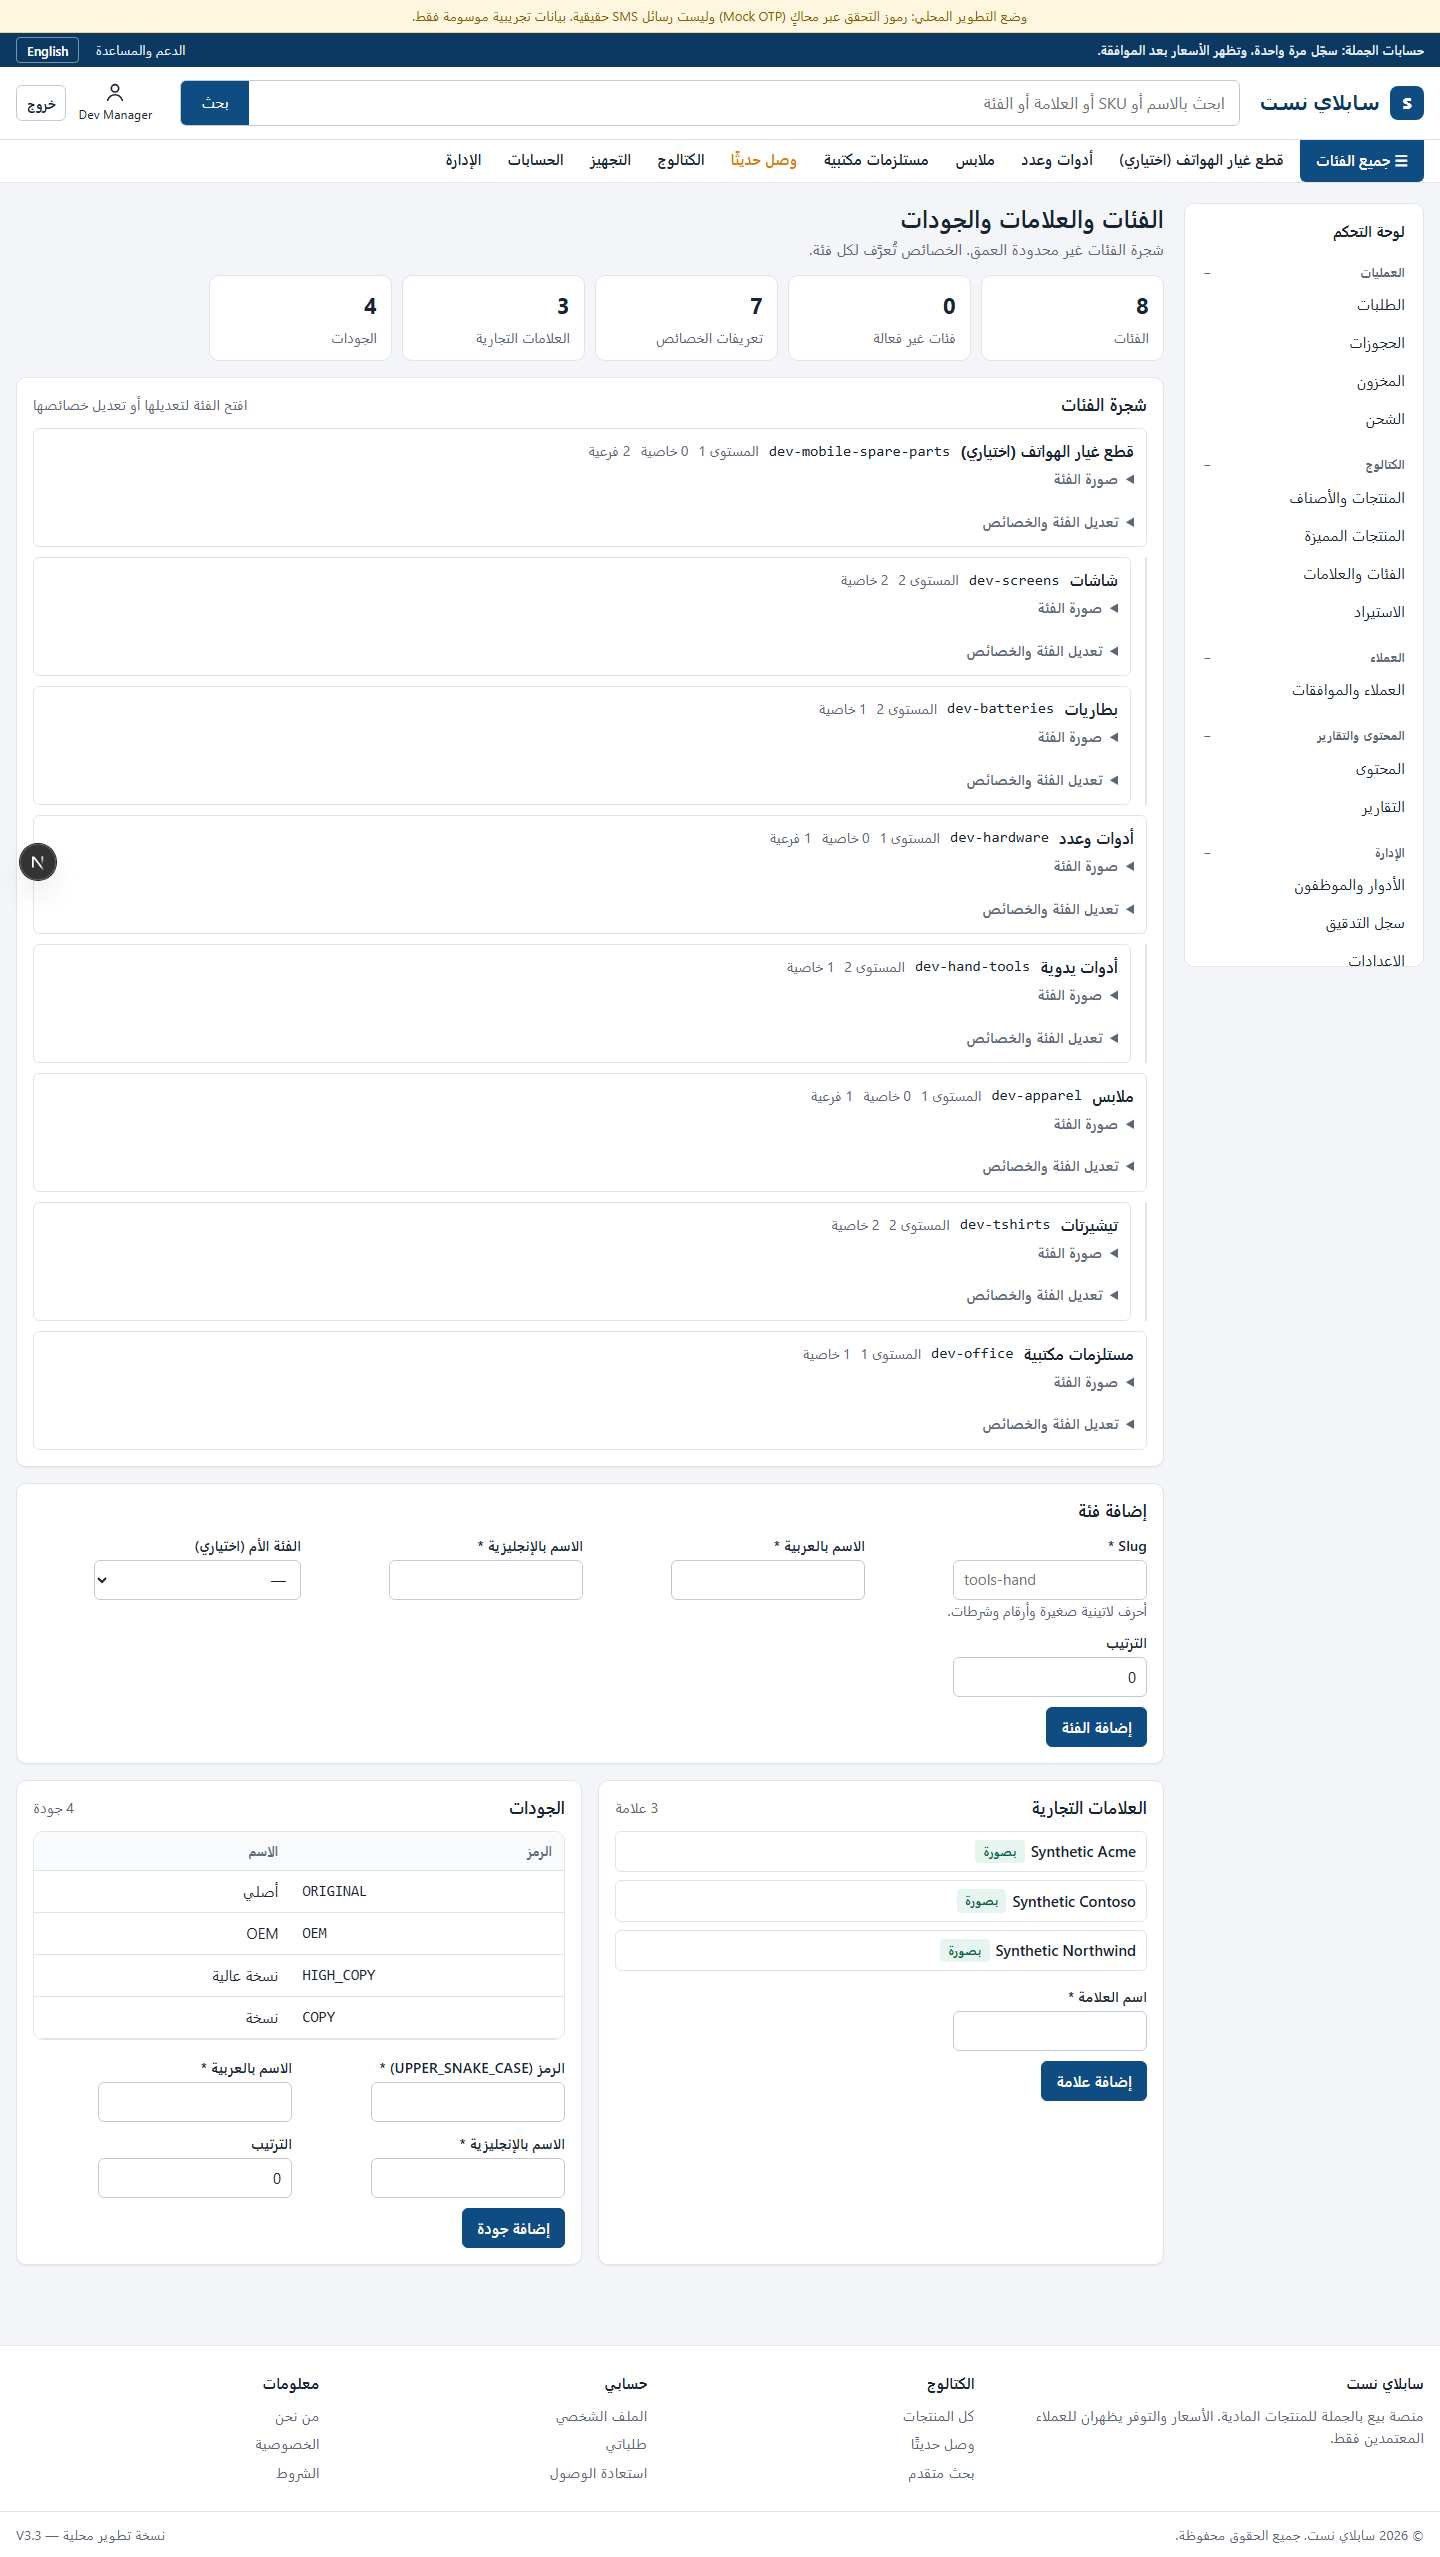 وضع التطوير المحلي: رموز التحقق عبر محاكٍ (Mock OTP) وليست رسائل SMS حقيقية. بيانات تجريبية موسومة فقط.
حسابات الجملة: سجّل مرة واحدة، وتظهر الأسعار بعد الموافقة.
الدعم والمساعدة
English
S
سابلاي نست
ابحث بالاسم أو SKU أو العلامة أو الفئة
بحث
Dev Manager
خروج
☰ جميع الفئات
قطع غيار الهواتف (اختياري)
أدوات وعدد
ملابس
مستلزمات مكتبية
وصل حديثًا
الكتالوج
التجهيز
الحسابات
الإدارة
لوحة التحكم
العمليات –
الطلبات
الحجوزات
المخزون
الشحن
الكتالوج –
المنتجات والأصناف
المنتجات المميزة
الفئات والعلامات
الاستيراد
العملاء –
العملاء والموافقات
المحتوى والتقارير –
المحتوى
التقارير
الإدارة –
الأدوار والموظفون
سجل التدقيق
الإعدادات
الفئات والعلامات والجودات
شجرة الفئات غير محدودة العمق. الخصائص تُعرَّف لكل فئة.
8
الفئات
0
فئات غير فعالة
7
تعريفات الخصائص
3
العلامات التجارية
4
الجودات
شجرة الفئات
افتح الفئة لتعديلها أو تعديل خصائصها
قطع غيار الهواتف (اختياري) dev-mobile-spare-parts المستوى 1 0 خاصية 2 فرعية
صورة الفئة
تعديل الفئة والخصائص
شاشات dev-screens المستوى 2 2 خاصية
صورة الفئة
تعديل الفئة والخصائص
بطاريات dev-batteries المستوى 2 1 خاصية
صورة الفئة
تعديل الفئة والخصائص
أدوات وعدد dev-hardware المستوى 1 0 خاصية 1 فرعية
صورة الفئة
تعديل الفئة والخصائص
أدوات يدوية dev-hand-tools المستوى 2 1 خاصية
صورة الفئة
تعديل الفئة والخصائص
ملابس dev-apparel المستوى 1 0 خاصية 1 فرعية
صورة الفئة
تعديل الفئة والخصائص
تيشيرتات dev-tshirts المستوى 2 2 خاصية
صورة الفئة
تعديل الفئة والخصائص
مستلزمات مكتبية dev-office المستوى 1 1 خاصية
صورة الفئة
تعديل الفئة والخصائص
N
إضافة فئة
Slug *
tools-hand
أحرف لاتينية صغيرة وأرقام وشرطات.
الاسم بالعربية *
الاسم بالإنجليزية *
الفئة الأم (اختياري)
—
الترتيب
0
إضافة الفئة
العلامات التجارية
3 علامة
Synthetic Acme بصورة
Synthetic Contoso بصورة
Synthetic Northwind بصورة
اسم العلامة *
إضافة علامة
الجودات
4 جودة
الرمز الاسم
ORIGINAL أصلي
OEM OEM
HIGH_COPY نسخة عالية
COPY نسخة
الرمز (UPPER_SNAKE_CASE) *
الاسم بالعربية *
الاسم بالإنجليزية *
الترتيب
0
إضافة جودة
سابلاي نست
منصة بيع بالجملة للمنتجات المادية. الأسعار والتوفر يظهران للعملاء
المعتمدين فقط.
الكتالوج
كل المنتجات
وصل حديثًا
بحث متقدم
حسابي
الملف الشخصي
طلباتي
استعادة الوصول
معلومات
من نحن
الخصوصية
الشروط
© 2026 سابلاي نست. جميع الحقوق محفوظة.
نسخة تطوير محلية — V3.3